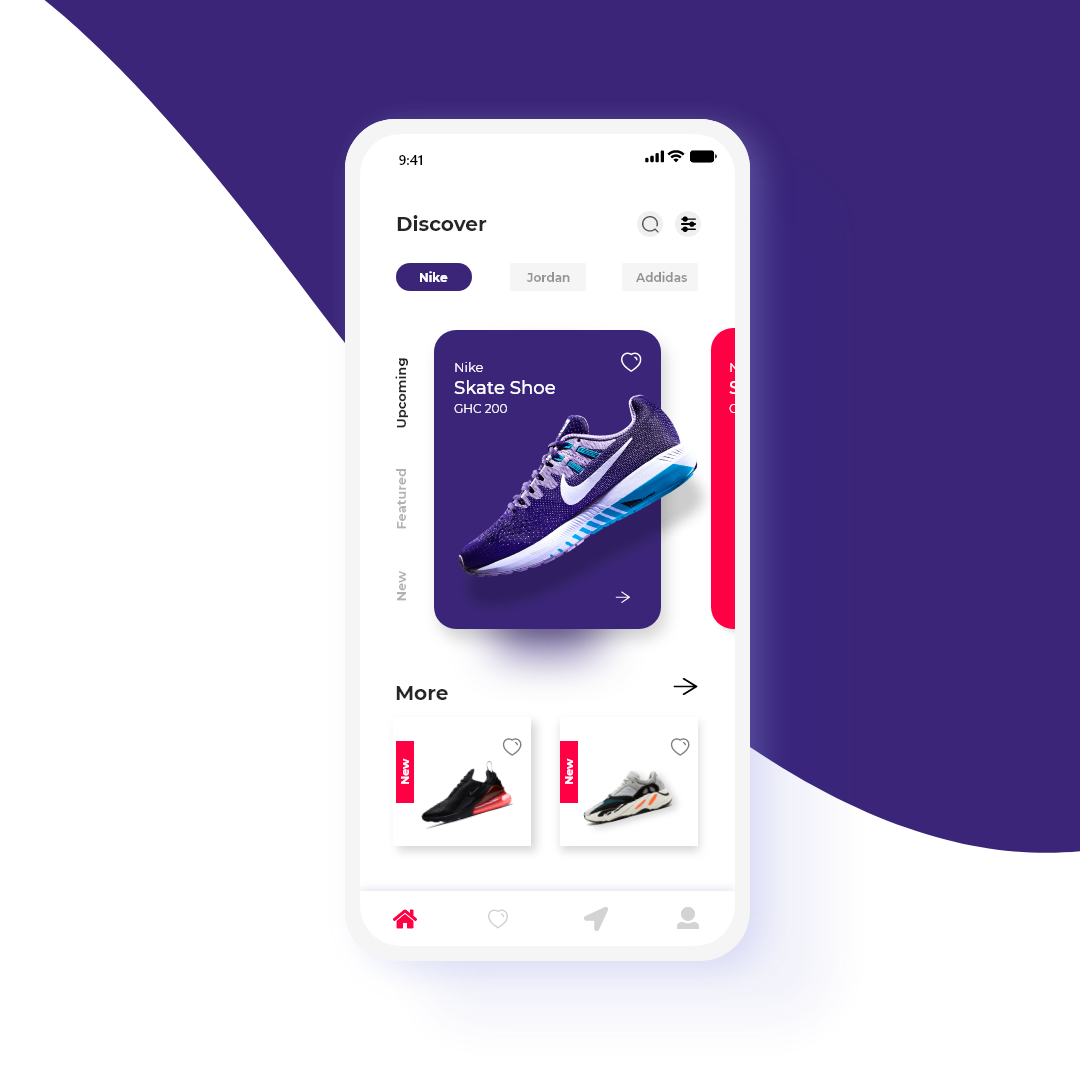 9:41
Discover
Nike
Jordan
Addidas
Upcoming
Featured
New
Nike
Skate Shoe
GHC 200
N
S
More
New
New